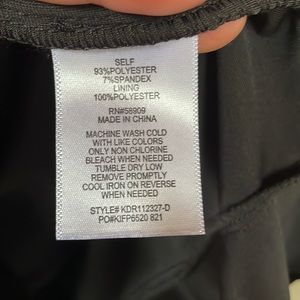 SELF
93%POLYESTER
7%SPANDEX
LINING
100%POLYESTER
RN#58909
MADE IN CHINA
MACHINE WASH COLD
WITH LIKE COLORS
ONLY NON CHLORINE
BLEACH WHEN NEEDED
TUMBLE DRY LOW
REMOVE PROMPTLY
COOL IRON ON REVERSE
WHEN NEEDED
STYLE# KDR112327-D
PO#KIFP6520 821